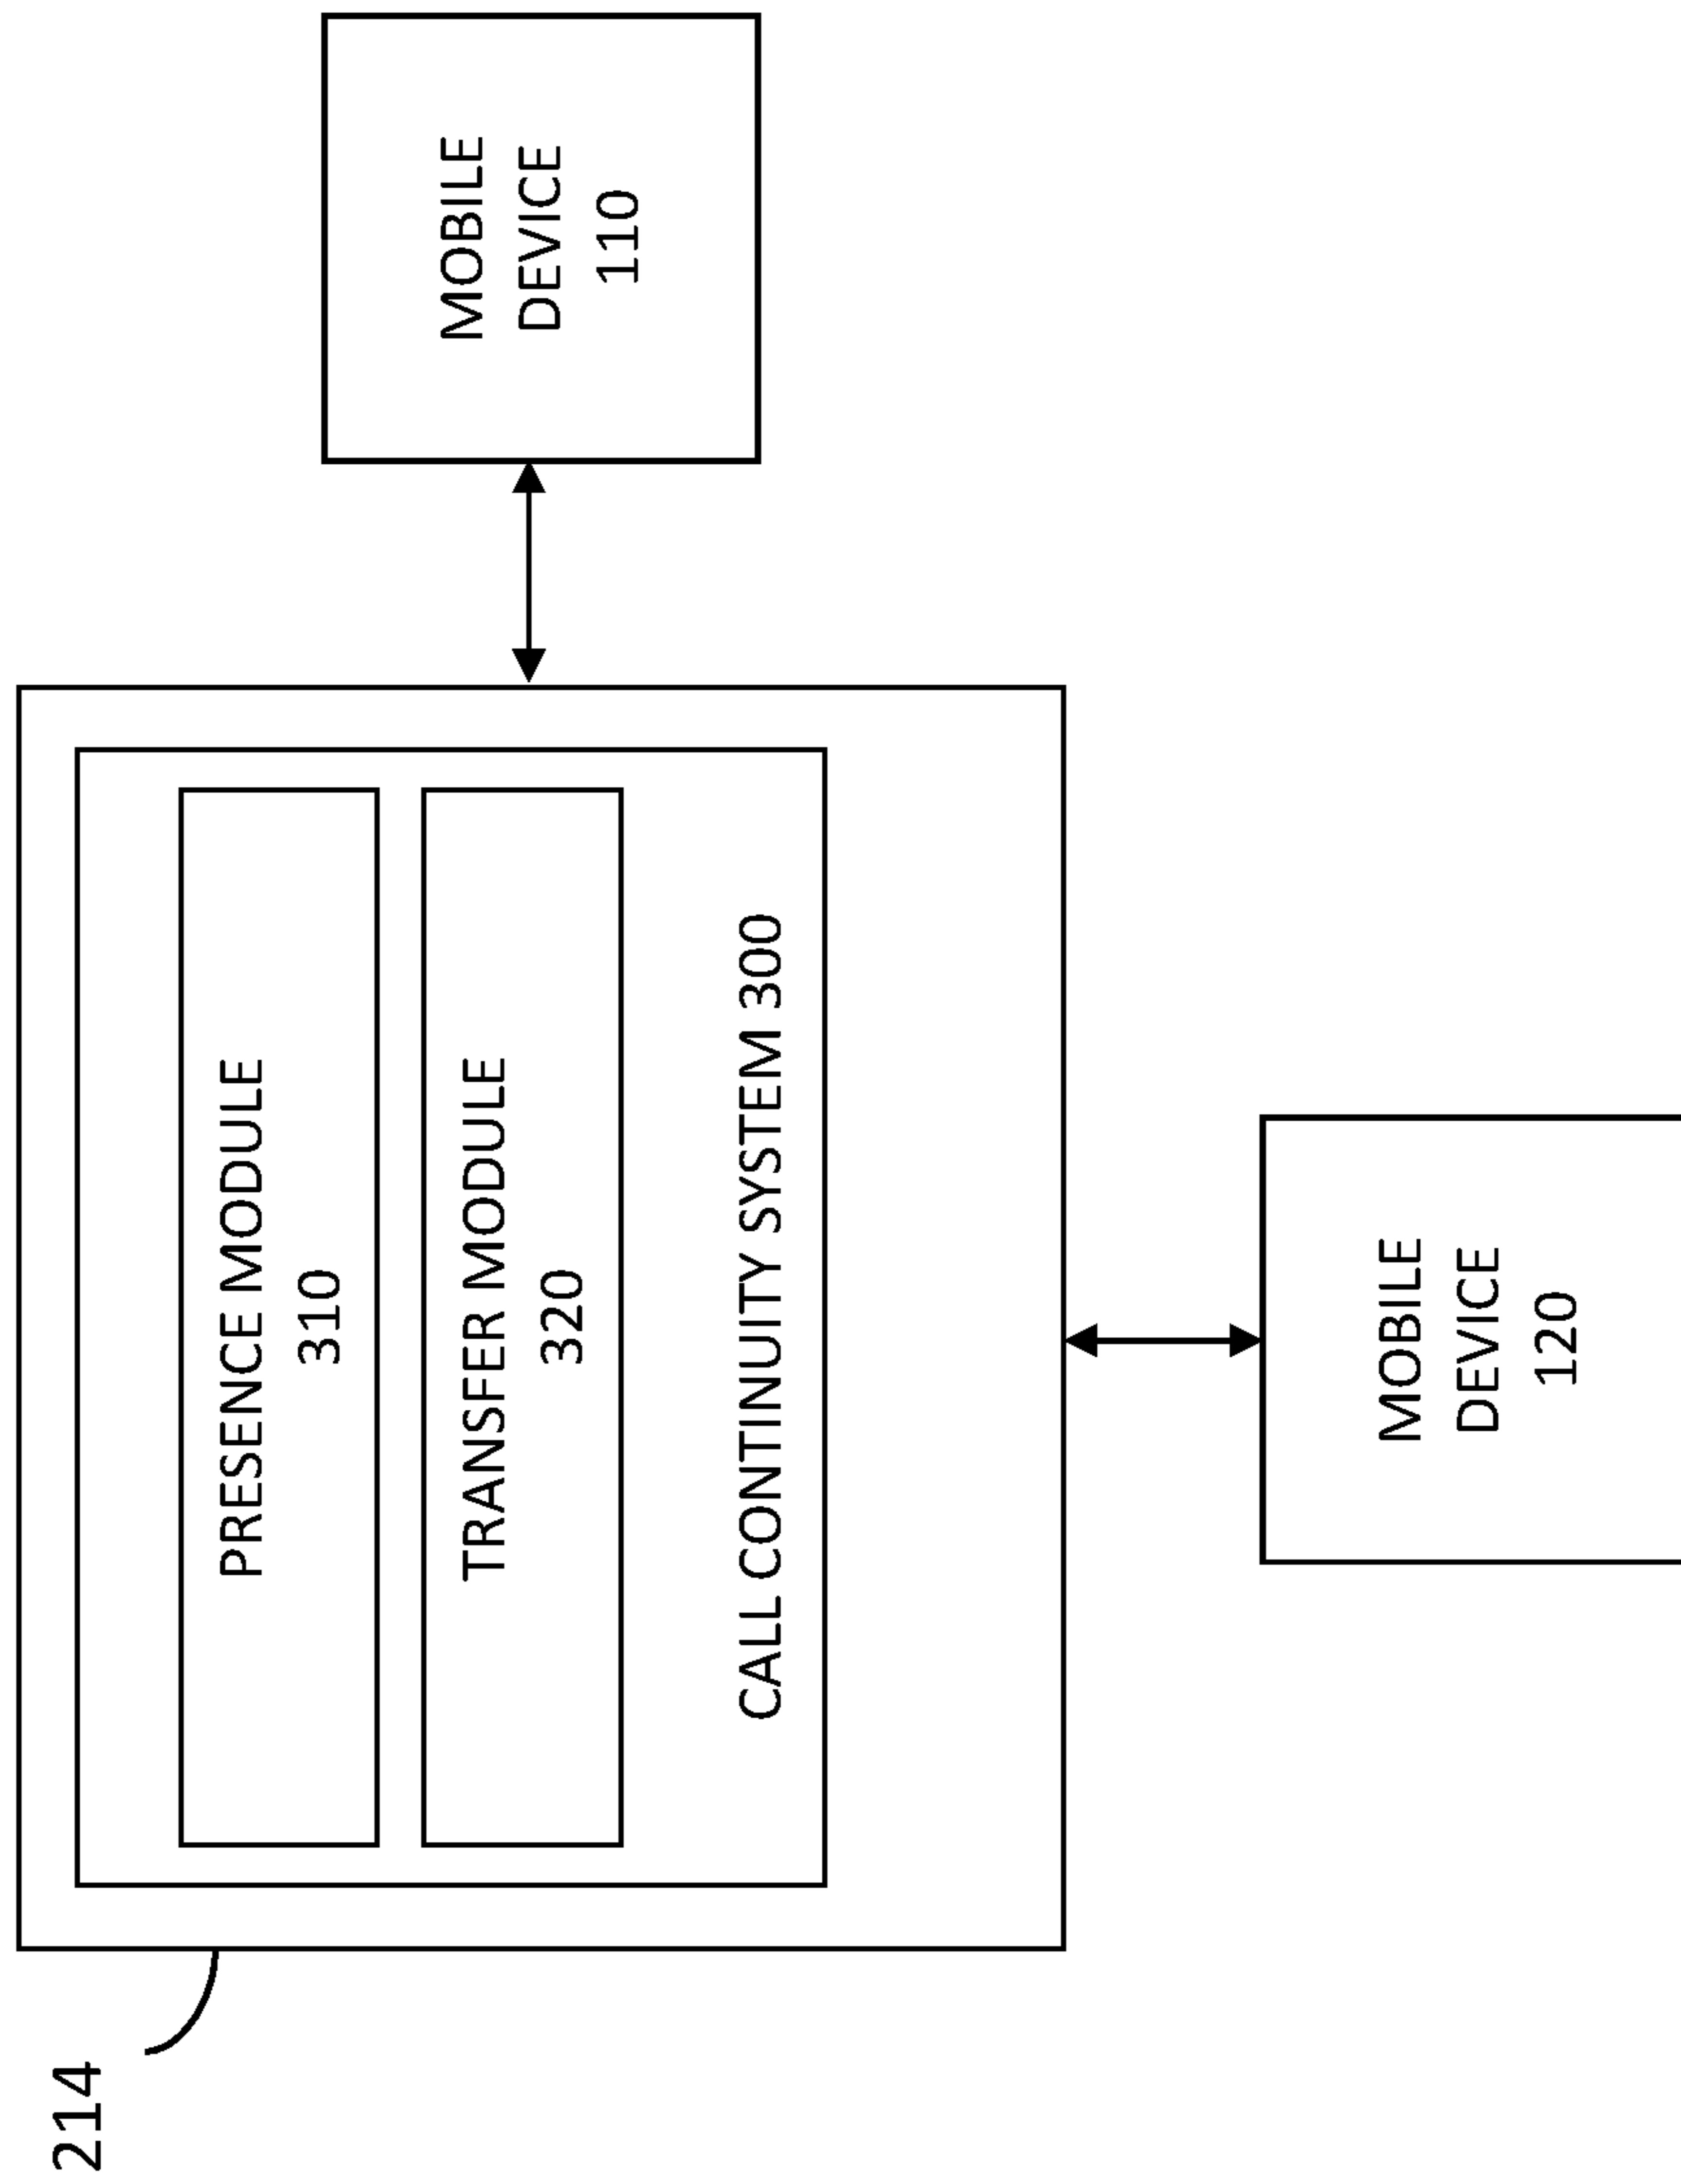 214
PRESENCE MODULE
310
TRANSFER MODULE
320
CALL CONTINUITY SYSTEM 300
MOBILE
DEVICE
110
MOBILE
DEVICE
120